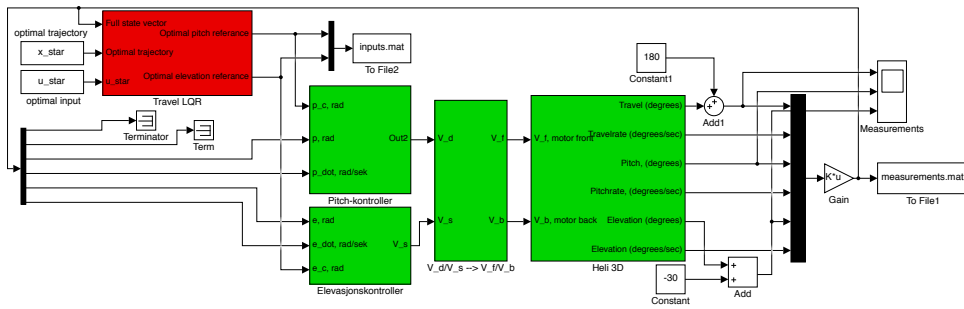 optimal trajectory
x_star
u_star
optimal input
Full state vector
Optimal trajectory
u_star
Optimal pitch reference
Optimal elevation referance
Travel LQR
inputs.mat
To File2
Terminator
Term
p_c, rad
p, rad
p_dot, rad/sek
Out2
Pitch-kontroller
e, rad
e_dot, rad/sek
e_c, rad
V_s
Elevasjonskontroller
V_d
V_s
V_f
V_b
V_d/V_s --> V_f/V_b
V_f, motor front
V_b, motor back
Travel (degrees)
Travelrate (degrees/sec)
Pitch, (degrees)
Pitchrate, (degrees/sec)
Elevation (degrees)
Elevation (degrees/sec)
Heli 3D
180
Constant1
+
+
Add1
-30
Constant
+
+
Add
Measurements
K*u
Gain
measurements.mat
To File1